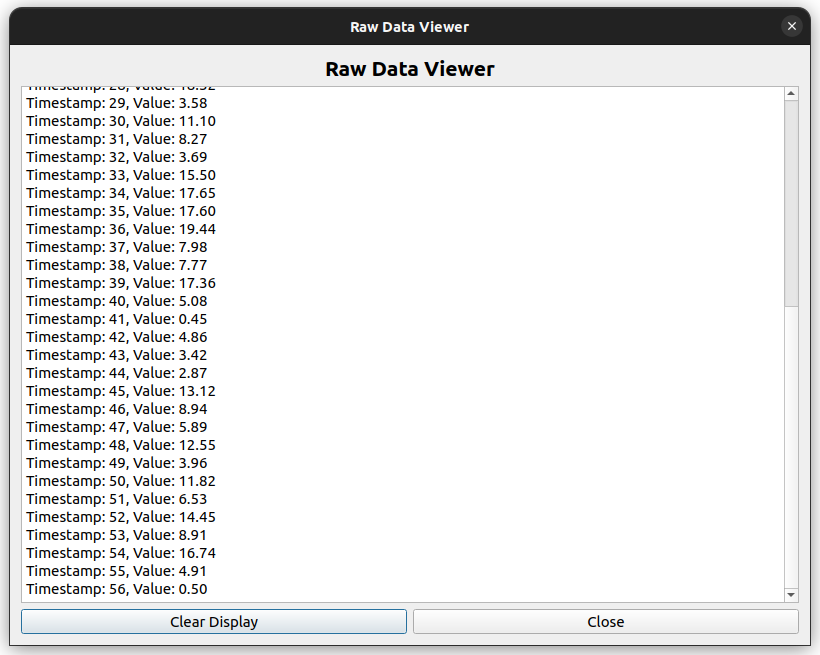 Raw Data Viewer
Raw Data Viewer
Timestamp: 28, Value: 18.52
Timestamp: 29, Value: 3.58
Timestamp: 30, Value: 11.10
Timestamp: 31, Value: 8.27
Timestamp: 32, Value: 3.69
Timestamp: 33, Value: 15.50
Timestamp: 34, Value: 17.65
Timestamp: 35, Value: 17.60
Timestamp: 36, Value: 19.44
Timestamp: 37, Value: 7.98
Timestamp: 38, Value: 7.77
Timestamp: 39, Value: 17.36
Timestamp: 40, Value: 5.08
Timestamp: 41, Value: 0.45
Timestamp: 42, Value: 4.86
Timestamp: 43, Value: 3.42
Timestamp: 44, Value: 2.87
Timestamp: 45, Value: 13.12
Timestamp: 46, Value: 8.94
Timestamp: 47, Value: 5.89
Timestamp: 48, Value: 12.55
Timestamp: 49, Value: 3.96
Timestamp: 50, Value: 11.82
Timestamp: 51, Value: 6.53
Timestamp: 52, Value: 14.45
Timestamp: 53, Value: 8.91
Timestamp: 54, Value: 16.74
Timestamp: 55, Value: 4.91
Timestamp: 56, Value: 0.50
Clear Display
Close